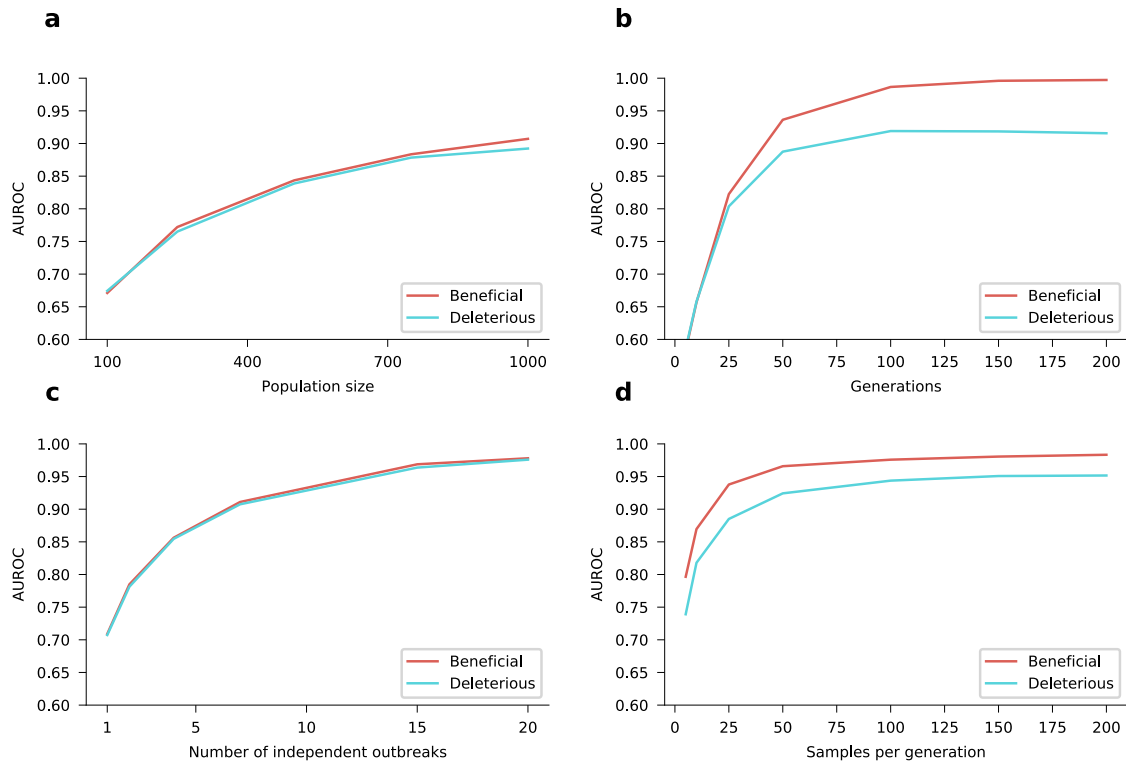 a
1.00
0.95
0.90
0.85
0.80
0.75
0.70
0.65
0.60
AUROC
Beneficial
Deleterious
100 400 700 1000
Population size
b
1.00
0.95
0.90
0.85
0.80
0.75
0.70
0.65
0.60
AUROC
Beneficial
Deleterious
0 25 50 75 100 125 150 175 200
Generations
c
1.00
0.95
0.90
0.85
0.80
0.75
0.70
0.65
0.60
AUROC
Beneficial
Deleterious
1 5 10 15 20
Number of independent outbreaks
d
1.00
0.95
0.90
0.85
0.80
0.75
0.70
0.65
0.60
AUROC
Beneficial
Deleterious
0 25 50 75 100 125 150 175 200
Samples per generation